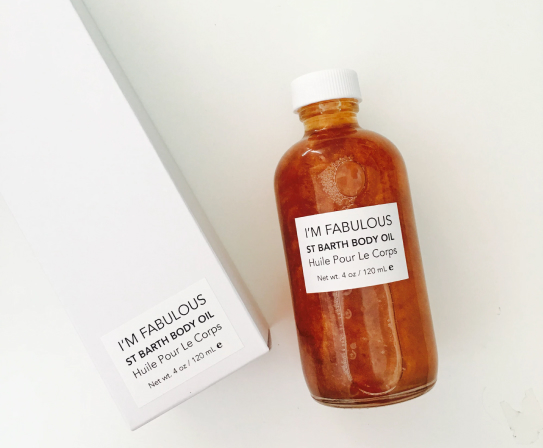 I'M FABULOUS
ST BARTH BODY OIL
Huile Pour Le Corps
Net wt. 4 oz / 120 mL e
I'M FABULOUS
ST BARTH BODY OIL
Huile Pour Le Corps
Net wt. 4 oz / 120 mL e